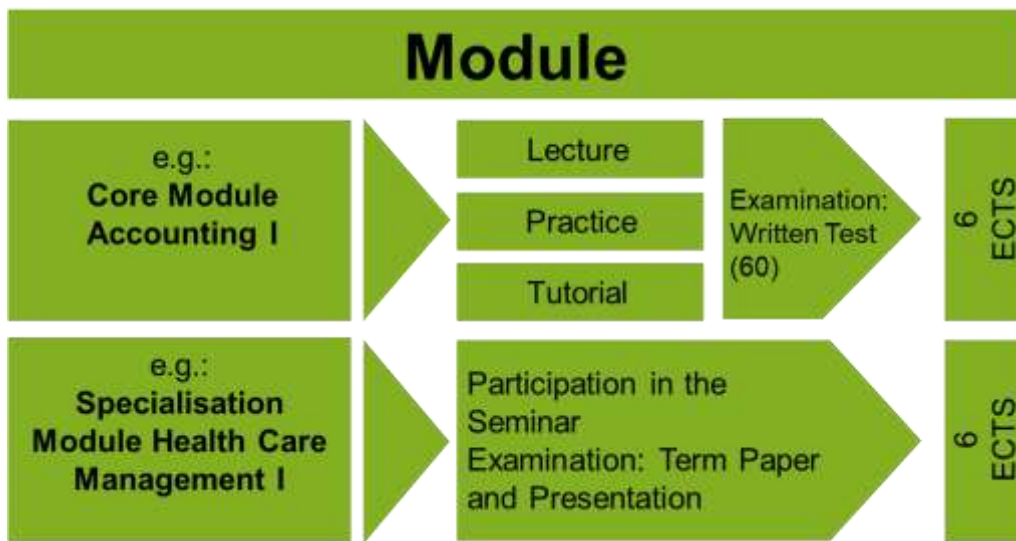 Module
e.g.:
Core Module
Accounting I
Lecture
Practice
Tutorial
Examination:
Written Test
(60)
6
ECTS
e.g.:
Specialisation
Module Health Care
Management I
Participation in the
Seminar
Examination: Term Paper
and Presentation
6
ECTS